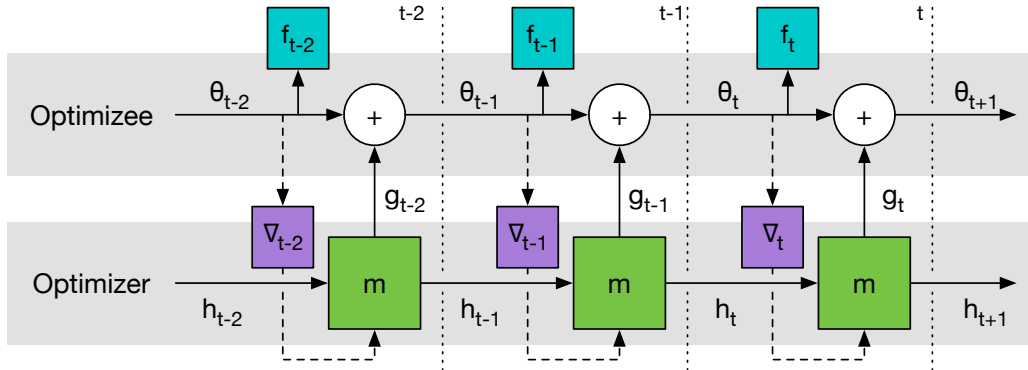 t-2 t-1 t
f_{t-2} f_{t-1} f_t
θ_{t-2} θ_{t-1} θ_t θ_{t+1}
Optimizee + + +
g_{t-2} g_{t-1} g_t
∇_{t-2} ∇_{t-1} ∇_t
Optimizer m m m
h_{t-2} h_{t-1} h_t h_{t+1}